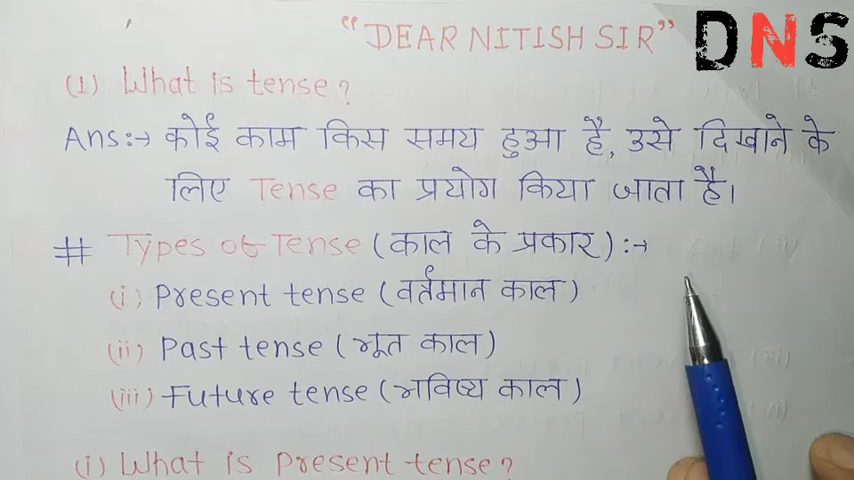 "DEAR NITISH SIR"
DNS
(1) What is tense?
Ans:→ कोई काम किस समय हुआ है, उसे दिखाने के
लिए Tense का प्रयोग किया जाता है।
# Types of Tense (काल के प्रकार) :→
(i) Present tense (वर्तमान काल)
(ii) Past tense (भूत काल)
(iii) Future tense (भविष्य काल)
(i) What is present tense?